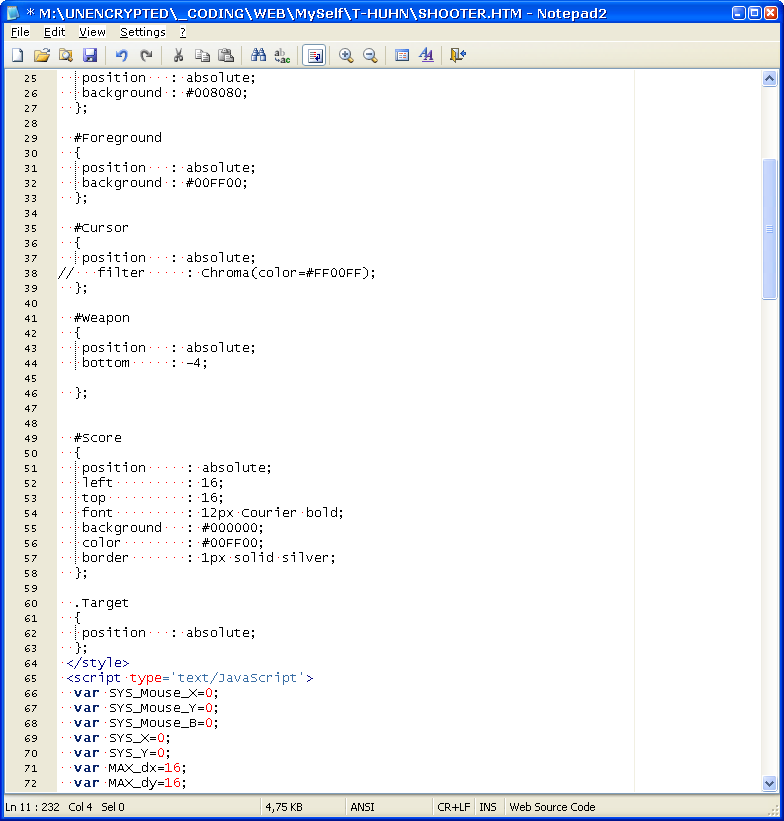 * M:\UNENCRYPTED\_CODING\WEB\MySelf\T-HUHN\SHOOTER.HTM - Notepad2
File Edit View Settings ?
25 position : absolute;
26 background : #008080;
27 };
28
29 #Foreground
30 {
31 position : absolute;
32 background : #00FF00;
33 };
34
35 #Cursor
36 {
37 position : absolute;
38 // filter : Chroma(color=#FF00FF);
39 };
40
41 #Weapon
42 {
43 position : absolute;
44 bottom : -4;
45
46 };
47
48
49 #Score
50 {
51 position : absolute;
52 left : 16;
53 top : 16;
54 font : 12px Courier bold;
55 background : #000000;
56 color : #00FF00;
57 border : 1px solid silver;
58 };
59
60 .Target
61 {
62 position : absolute;
63 };
64 </style>
65 <script type='text/JavaScript'>
66 var SYS_Mouse_X=0;
67 var SYS_Mouse_Y=0;
68 var SYS_Mouse_B=0;
69 var SYS_X=0;
70 var SYS_Y=0;
71 var MAX_dx=16;
72 var MAX_dy=16;
Ln 11 : 232 Col 4 Sel 0 4,75 KB ANSI CR+LF INS Web Source Code